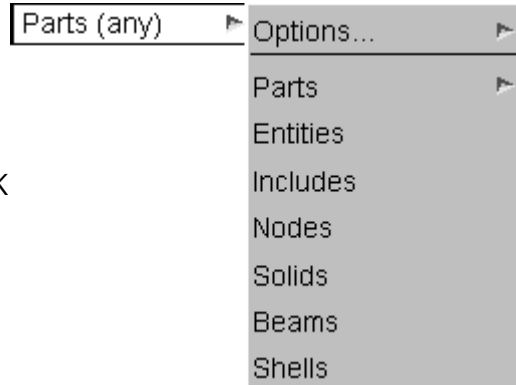 Parts (any)
Options...
Parts
Entities
K
Includes
Nodes
Solids
Beams
Shells